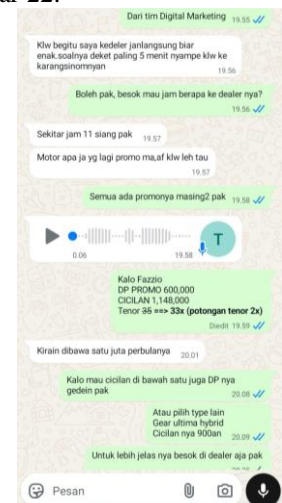 Dari tim Digital Marketing 19.55
Klw begitu saya kedeler janlangsung biar
enak.soalnya deket paling 5 menit nyampe klw ke
karangsinomnyan
19.56
Boleh pak, besok mau jam berapa ke dealer nya?
19.56
Sekitar jam 11 siang pak 19.57
Motor apa ja yg lagi promo ma,af klw leh tau
19.57
Semua ada promonya masing2 pak 19.58
T
0.06 19.58
Kalo Fazzio
DP PROMO 600,000
CICILAN 1,148,000
Tenor 35 ==> 33x (potongan tenor 2x)
Diedit 19.59
Kirain dibawa satu juta perbulanya 20.01
Kalo mau cicilan di bawah satu juga DP nya
gedein pak
20.08
Atau pilih type lain
Gear ultima hybrid
Cicilan nya 900an 20.09
Untuk lebih jelas nya besok di dealer aja pak
Pesan